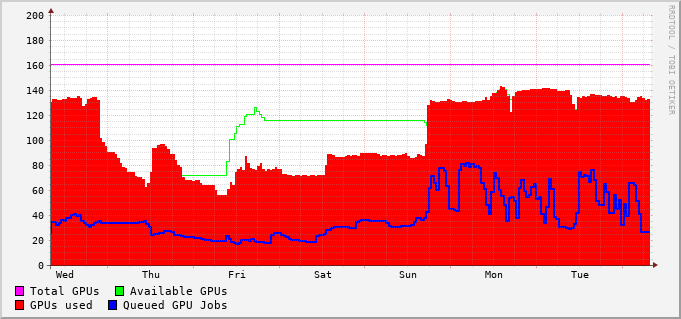 200
180
160
140
120
100
80
60
40
20
0
Wed Thu Fri Sat Sun Mon Tue
Total GPUs Available GPUs
GPUs used Queued GPU Jobs
RRDTOOL / TOBI OETIKER